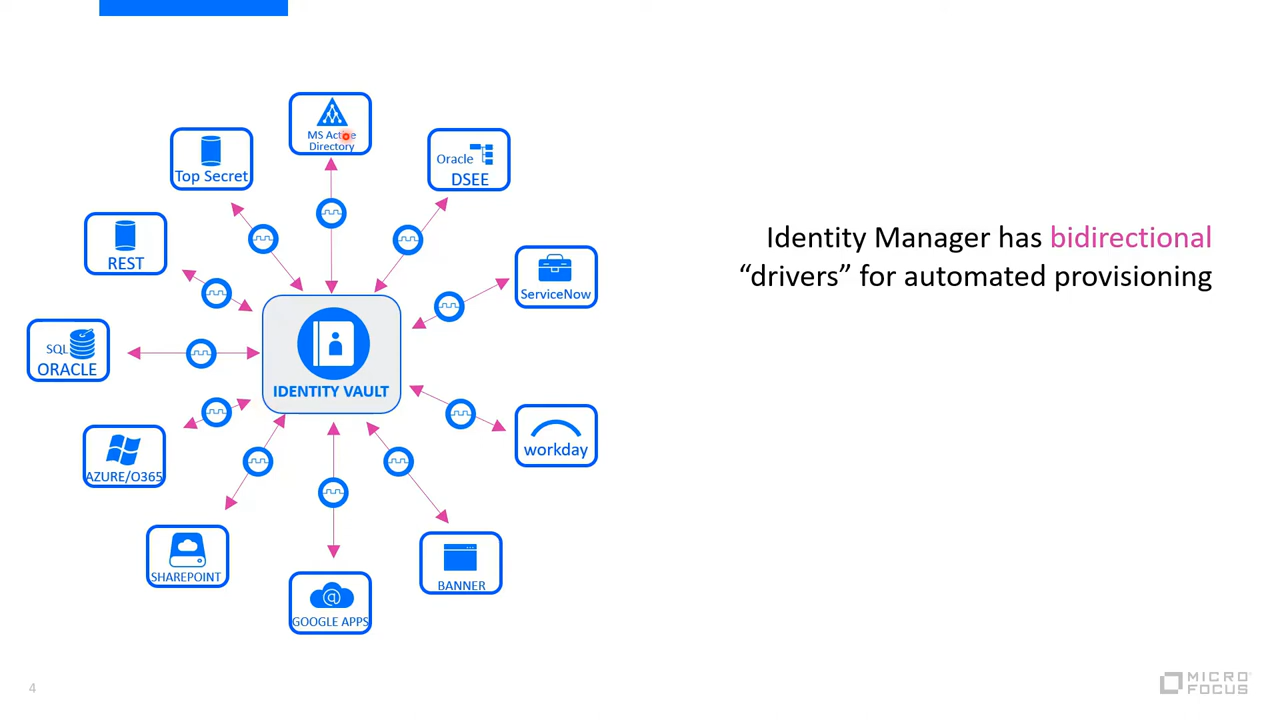 MS Active
Directory
Top Secret
Oracle
DSEE
REST
ServiceNow
SQL
ORACLE
IDENTITY VAULT
workday
AZURE/O365
SHAREPOINT
GOOGLE APPS
BANNER
Identity Manager has bidirectional
“drivers” for automated provisioning
4
MICRO
FOCUS